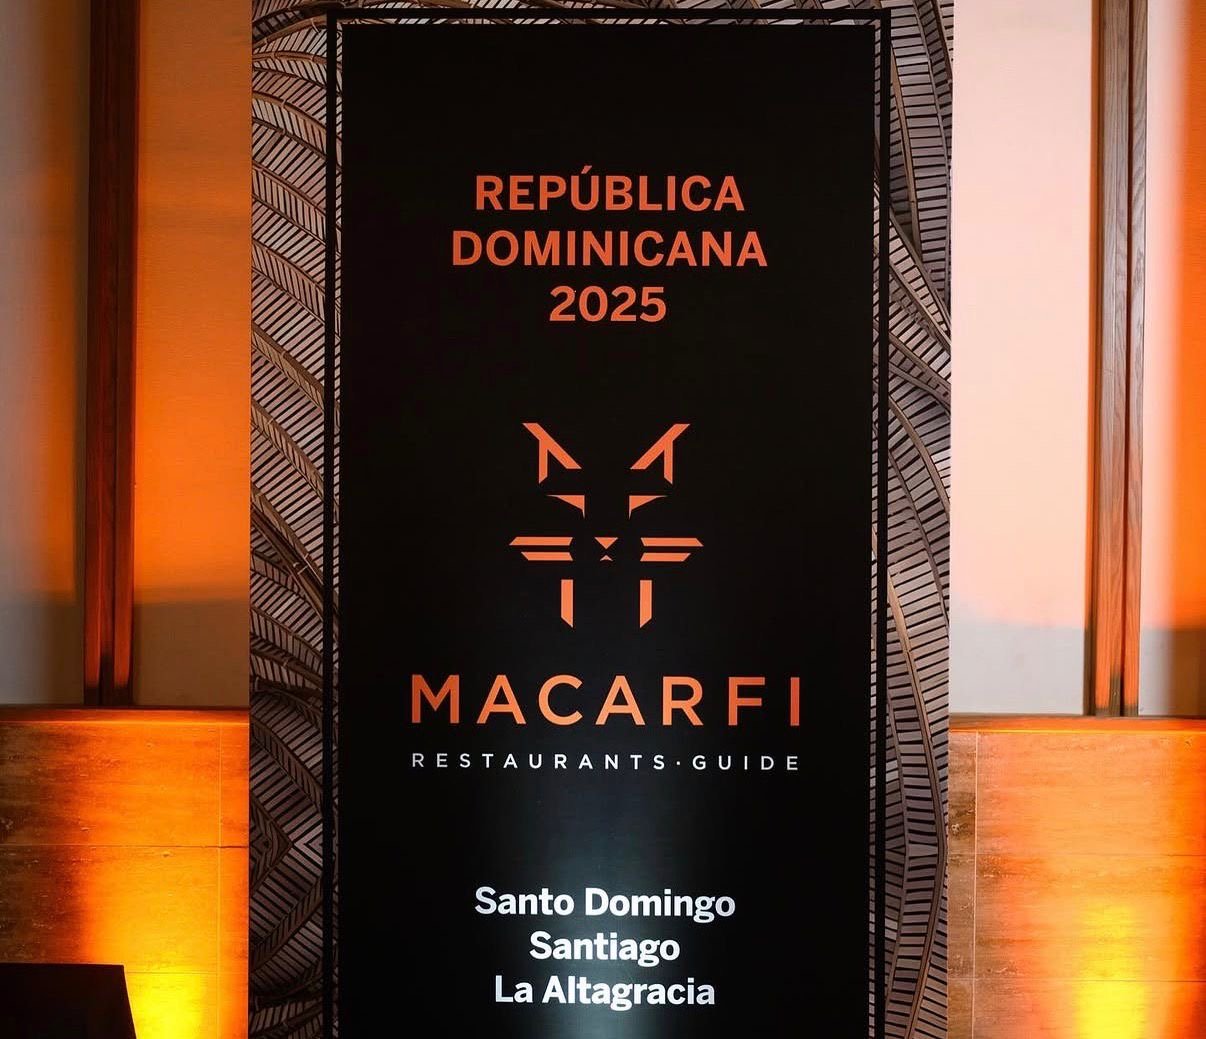 REPÚBLICA
DOMINICANA
2025
MACARFI
RESTAURANTS·GUIDE
Santo Domingo
Santiago
La Altagracia